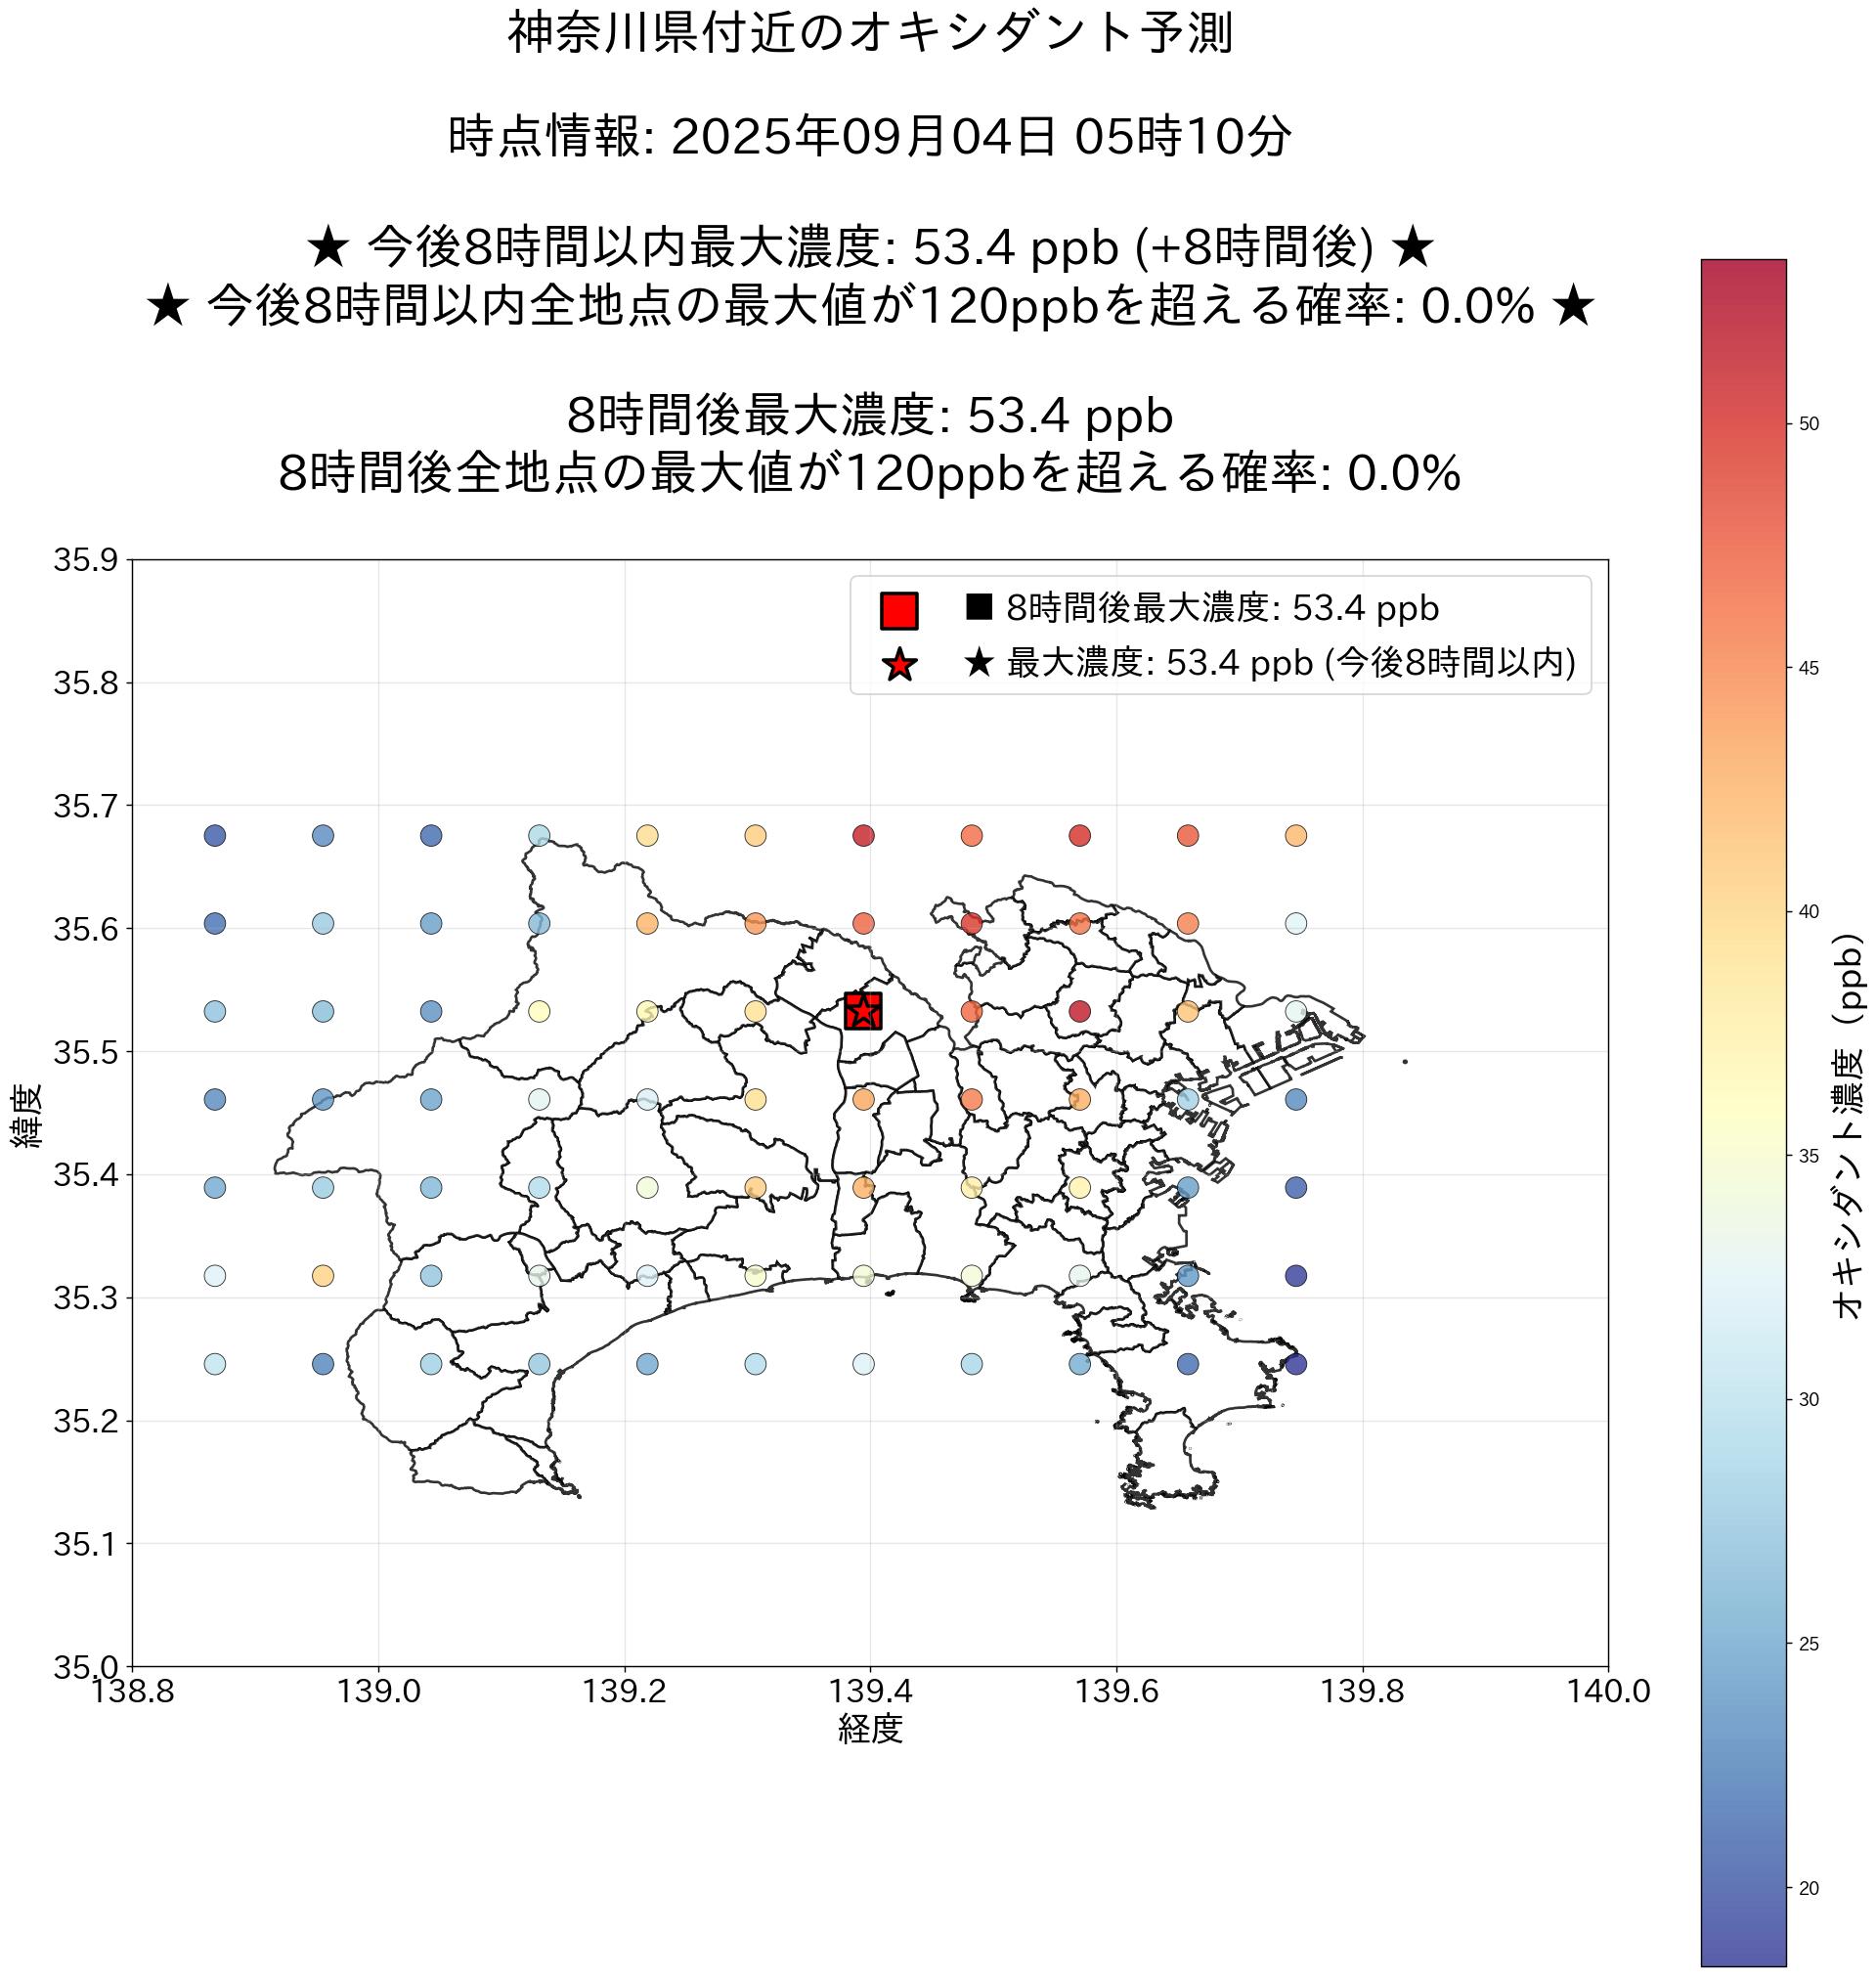 神奈川県付近のオキシダント予測
時点情報: 2025年09月04日 05時10分
★ 今後8時間以内最大濃度: 53.4 ppb (+8時間後) ★
★ 今後8時間以内全地点の最大値が120ppbを超える確率: 0.0% ★
8時間後最大濃度: 53.4 ppb
8時間後全地点の最大値が120ppbを超える確率: 0.0%
■ 8時間後最大濃度: 53.4 ppb
★ 最大濃度: 53.4 ppb (今後8時間以内)
35.9
35.8
35.7
35.6
35.5
35.4
35.3
35.2
35.1
35.0
緯度
138.8
139.0
139.2
139.4
139.6
139.8
140.0
経度
50
45
40
35
30
25
20
オキシダント濃度（ppb）